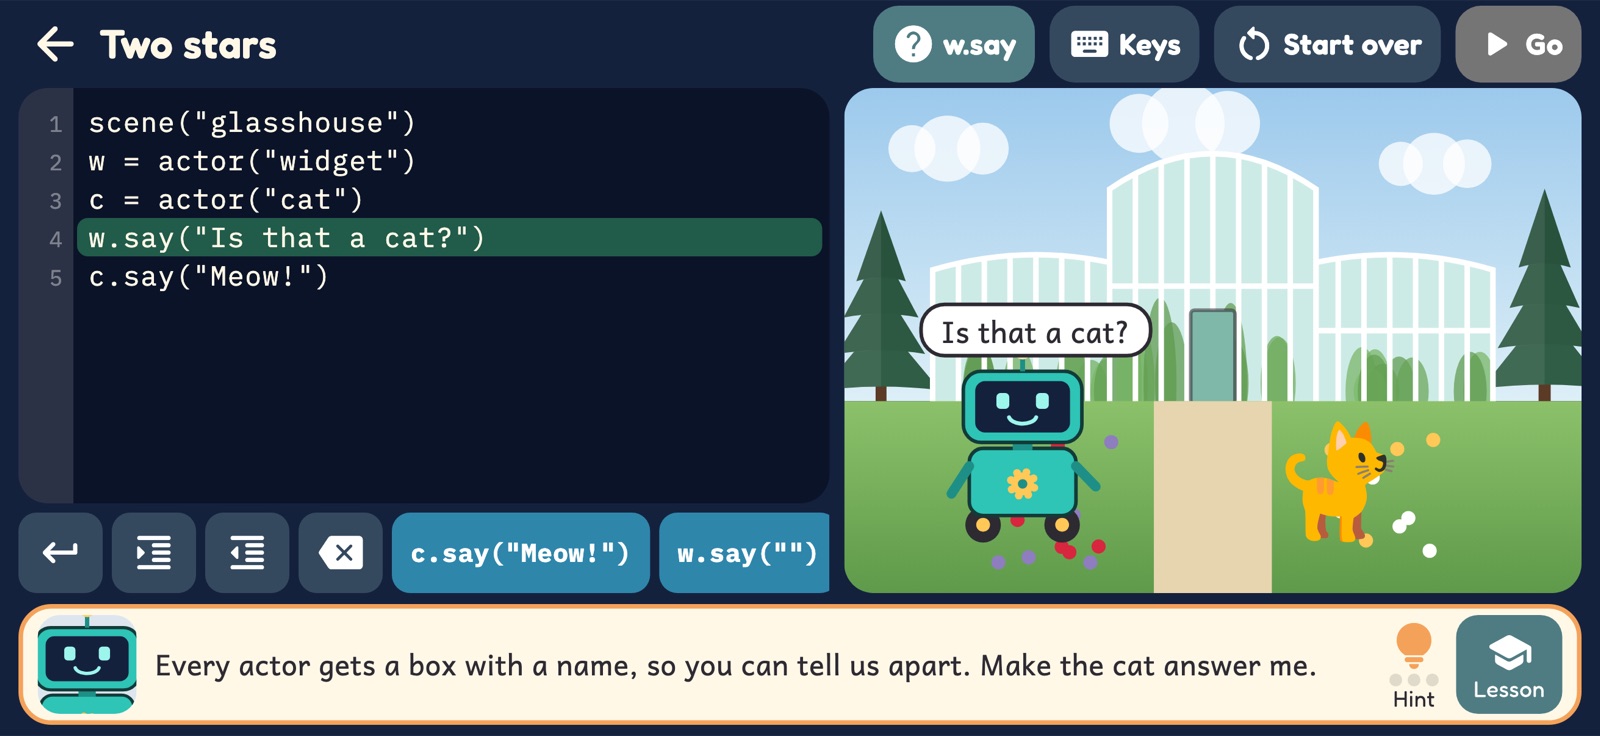 Two stars
w.say
Keys
Start over
Go
1 scene("glasshouse")
2 w = actor("widget")
3 c = actor("cat")
4 w.say("Is that a cat?")
5 c.say("Meow!")
Is that a cat?
c.say("Meow!")
w.say("")
Every actor gets a box with a name, so you can tell us apart. Make the cat answer me.
Hint
Lesson